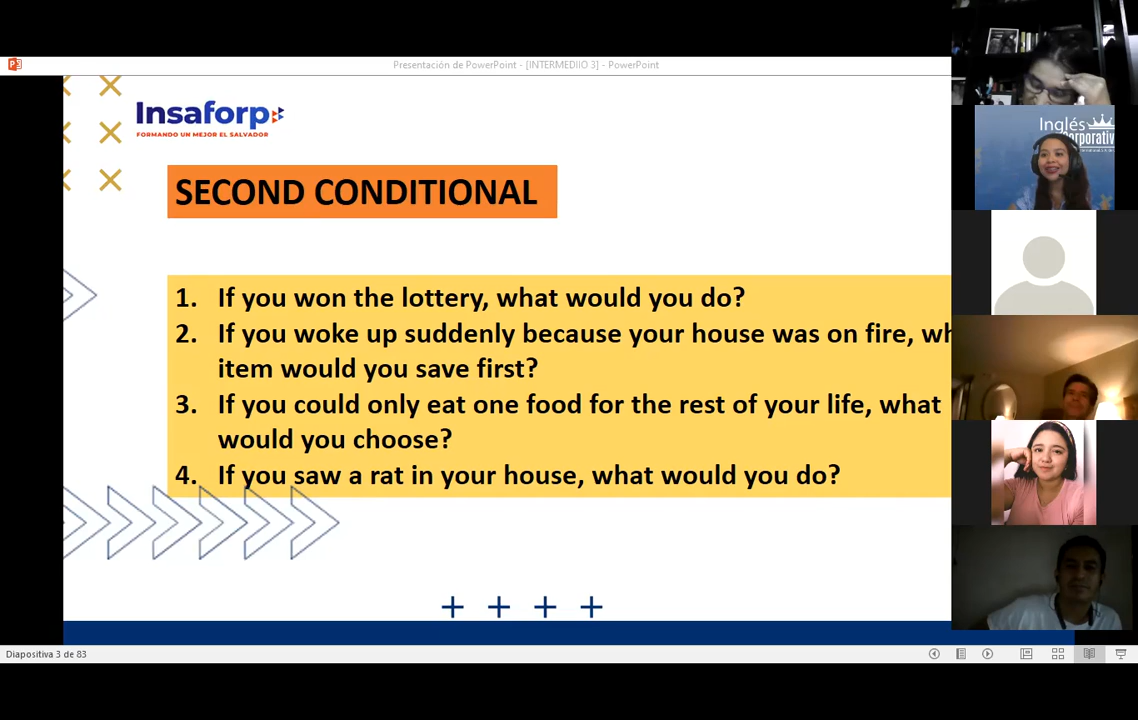 Presentación de PowerPoint - [INTERMEDIIO 3] - PowerPoint
Insaforp
FORMANDO UN MEJOR EL SALVADOR
Inglés
Corporativ
SECOND CONDITIONAL
1. If you won the lottery, what would you do?
2. If you woke up suddenly because your house was on fire, wh
item would you save first?
3. If you could only eat one food for the rest of your life, what
would you choose?
4. If you saw a rat in your house, what would you do?
Diapositiva 3 de 83